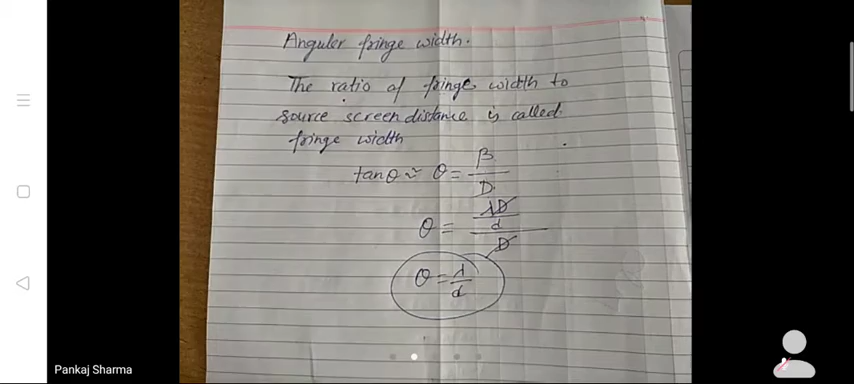 Anguler fringe width.
The ratio of fringe width to
source screen distance is called
fringe width
tanθ ≈ θ = β/D
θ = (λD/d)/D
θ = λ/d
Pankaj Sharma